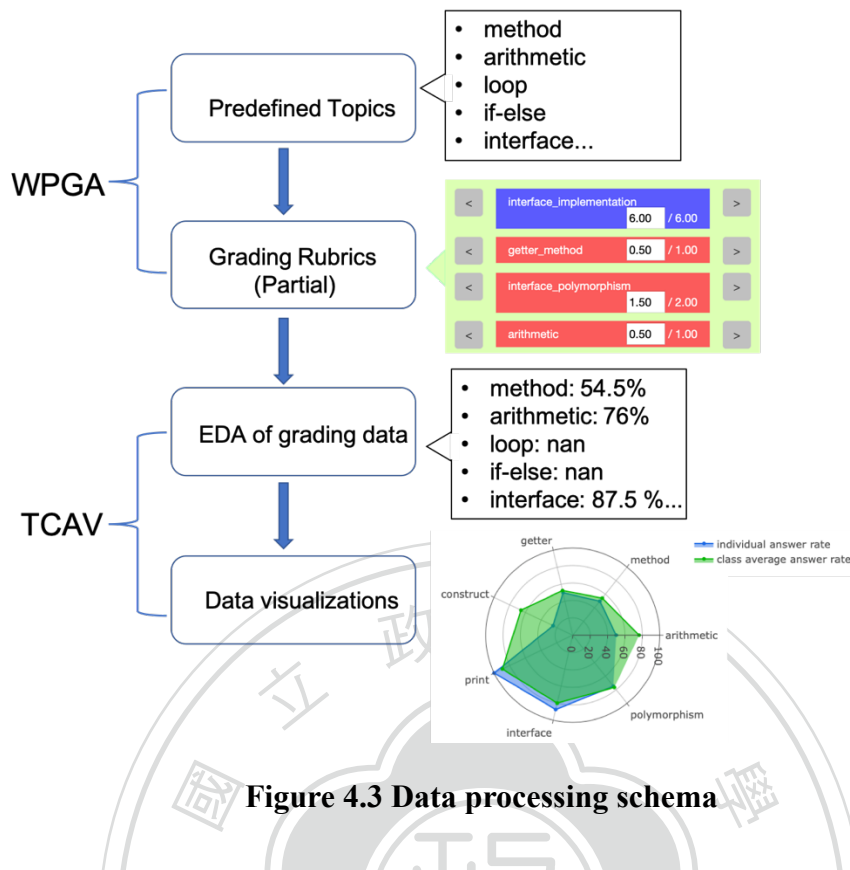 • method
• arithmetic
• loop
• if-else
• interface...
Predefined Topics
WPGA
Grading Rubrics
(Partial)
< interface_implementation >
6.00 / 6.00
< getter_method 0.50 / 1.00 >
< interface_polymorphism >
1.50 / 2.00
< arithmetic 0.50 / 1.00 >
EDA of grading data
• method: 54.5%
• arithmetic: 76%
• loop: nan
• if-else: nan
• interface: 87.5 %...
TCAV
Data visualizations
individual answer rate
class average answer rate
getter
method
construct
arithmetic
0 20 40 60 80 100
print
polymorphism
interface
立 政
國 學
Figure 4.3 Data processing schema